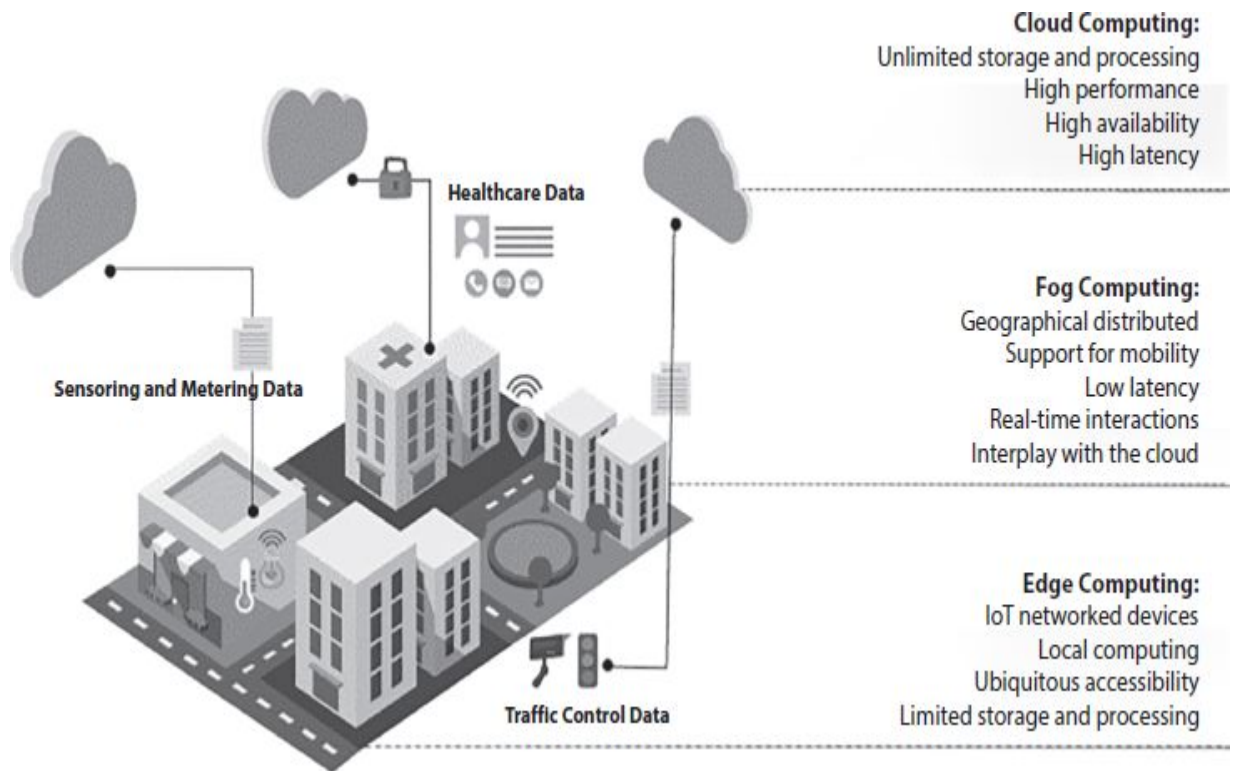 Cloud Computing:
Unlimited storage and processing
High performance
High availability
High latency
Healthcare Data
Sensoring and Metering Data
Fog Computing:
Geographical distributed
Support for mobility
Low latency
Real-time interactions
Interplay with the cloud
Edge Computing:
IoT networked devices
Local computing
Ubiquitous accessibility
Limited storage and processing
Traffic Control Data